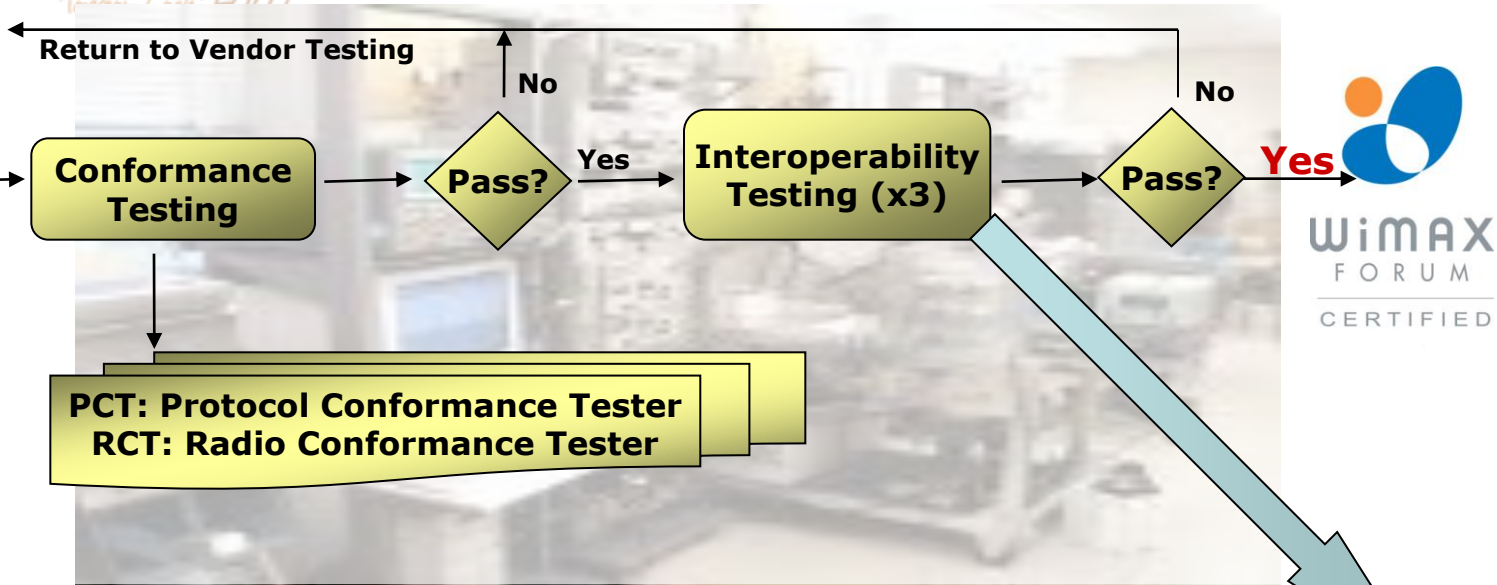 Return to Vendor Testing
No
No
Conformance
Testing
Pass?
Yes
Interoperability
Testing (x3)
Pass?
Yes
WiMAX
FORUM
CERTIFIED
PCT: Protocol Conformance Tester
RCT: Radio Conformance Tester